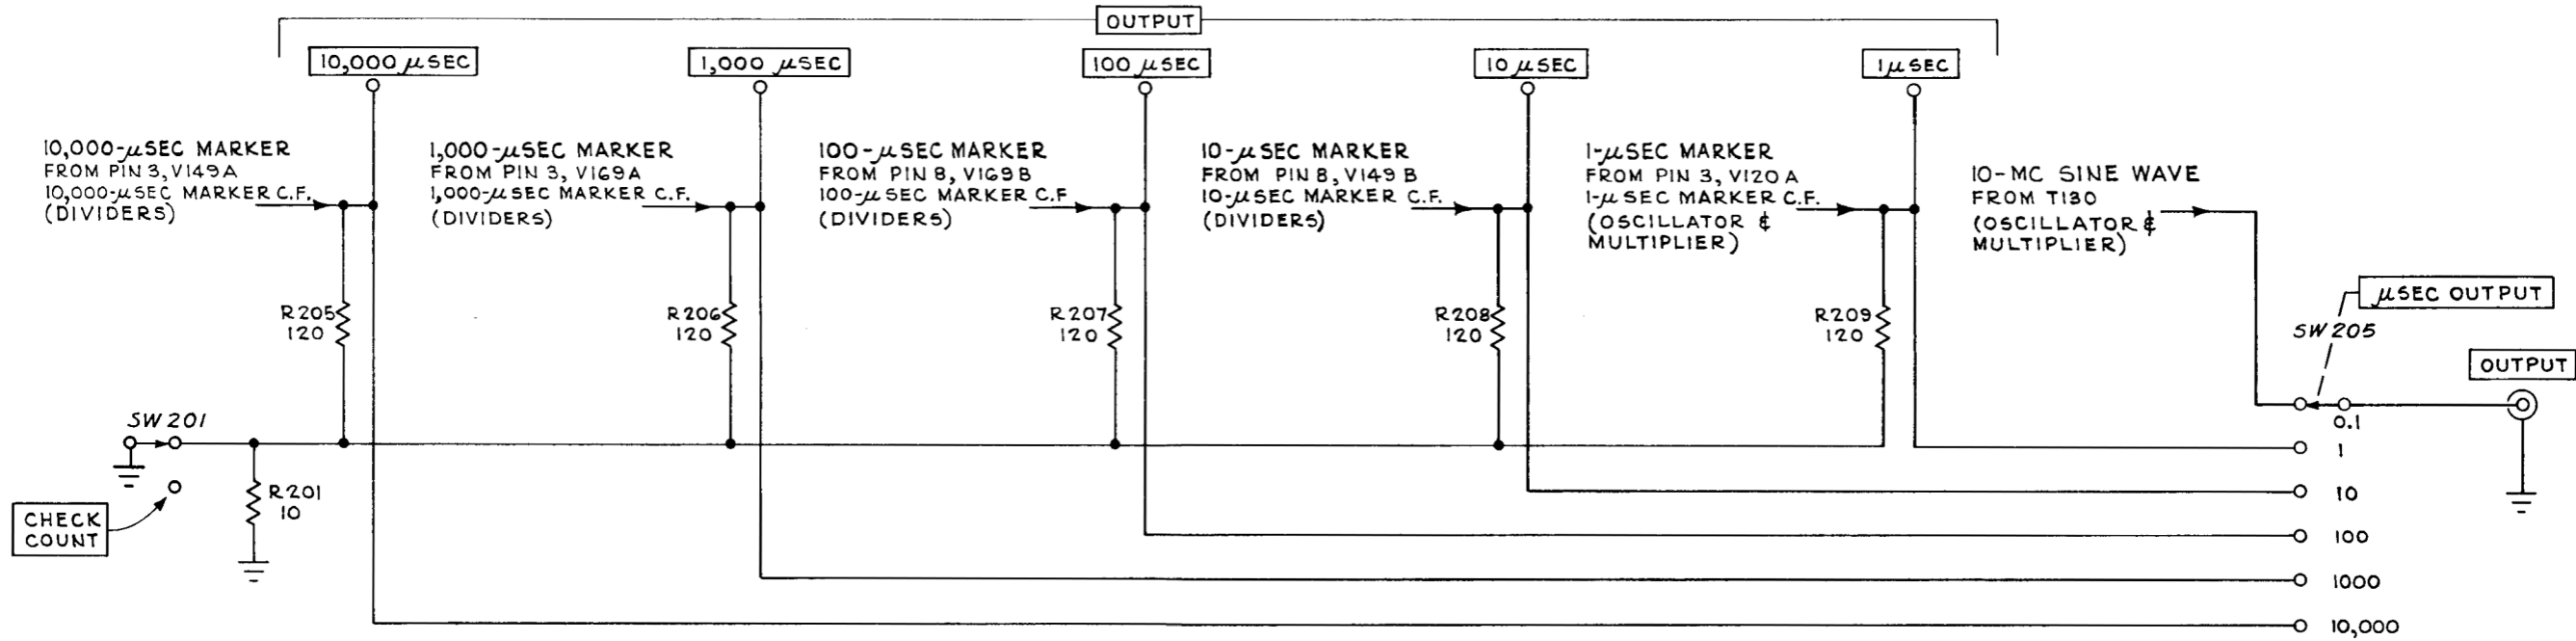 OUTPUT
10,000 μSEC
1,000 μSEC
100 μSEC
10 μSEC
1 μSEC
10,000-μSEC MARKER
FROM PIN 3, V149A
10,000-μSEC MARKER C.F.
(DIVIDERS)
1,000-μSEC MARKER
FROM PIN 3, V169A
1,000-μSEC MARKER C.F.
(DIVIDERS)
100-μSEC MARKER
FROM PIN 8, V169B
100-μSEC MARKER C.F
(DIVIDERS)
10-μSEC MARKER
FROM PIN 8, V149 B
10-μSEC MARKER C.F.
(DIVIDERS)
1-μSEC MARKER
FROM PIN 3, V120 A
1-μSEC MARKER C.F.
(OSCILLATOR &
MULTIPLIER)
10-MC SINE WAVE
FROM T130
(OSCILLATOR &
MULTIPLIER)
R205
120
R206
120
R207
120
R208
120
R209
120
μSEC OUTPUT
SW 205
OUTPUT
SW 201
R201
10
CHECK
COUNT
0.1
1
10
100
1000
10,000